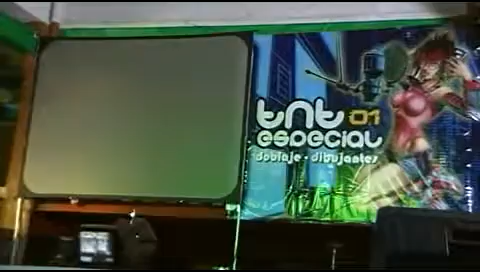 tnt 01
especial
doblaje - dibujantes